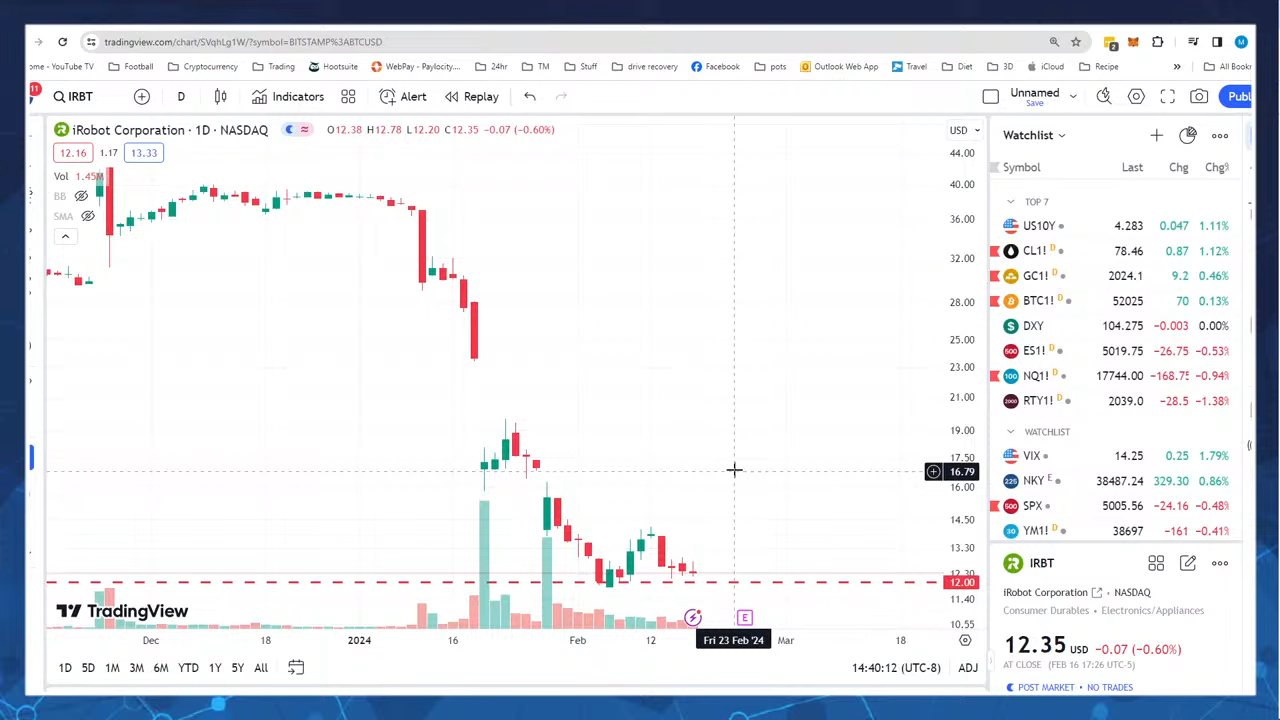 tradingview.com/chart/SVqhLg1W/?symbol=BITSTAMP%3ABTCUSD
2
M
ome - YouTube TV Football Cryptocurrency Trading Hootsuite WebPay - Paylocity.... 24hr TM Stuff drive recovery Facebook pots Outlook Web App Travel Diet 3D iCloud Recipe » All Bookr
11 IRBT D Indicators Alert Replay Unnamed Save Publ
iRobot Corporation · 1D · NASDAQ O12.38 H12.78 L12.20 C12.35 −0.07 (−0.60%) USD
12.16 1.17 13.33
Vol 1.45M
BB
SMA
44.00
40.00
36.00
32.00
28.00
25.00
23.00
21.00
19.00
17.50
16.79
16.00
14.50
13.30
12.00
11.40
10.55
TradingView
E
Dec 18 2024 16 Feb 12 Fri 23 Feb '24 Mar 18
1D 5D 1M 3M 6M YTD 1Y 5Y All 14:40:12 (UTC-8) ADJ
Watchlist
Symbol Last Chg Chg%
TOP 7
US10Y 4.283 0.047 1.11%
CL1! D 78.46 0.87 1.12%
GC1! D 2024.1 9.2 0.46%
BTC1! D 52025 70 0.13%
DXY 104.275 −0.003 0.00%
500 ES1! D 5019.75 −26.75 −0.53%
100 NQ1! D 17744.00 −168.75 −0.94%
2000 RTY1! D 2039.0 −28.5 −1.38%
WATCHLIST
VIX 14.25 0.25 1.79%
225 NKY E 38487.24 329.30 0.86%
500 SPX 5005.56 −24.16 −0.48%
30 YM1! D 38697 −161 −0.41%
IRBT
iRobot Corporation · NASDAQ
Consumer Durables · Electronics/Appliances
12.35 USD −0.07 (−0.60%)
AT CLOSE (FEB 16 17:26 UTC-5)
POST MARKET · NO TRADES